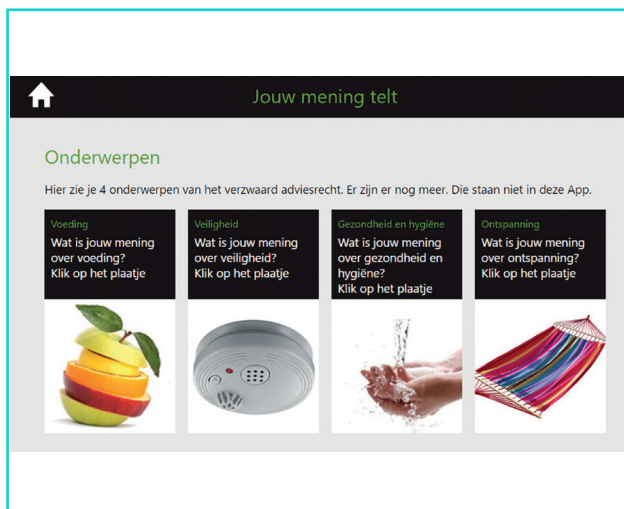 Jouw mening telt
Onderwerpen
Hier zie je 4 onderwerpen van het verzwaard adviesrecht. Er zijn er nog meer. Die staan niet in deze App.
Voeding
Wat is jouw mening
over voeding?
Klik op het plaatje
Veiligheid
Wat is jouw mening
over veiligheid?
Klik op het plaatje
Gezondheid en hygiëne
Wat is jouw mening
over gezondheid en
hygiëne?
Klik op het plaatje
Ontspanning
Wat is jouw mening
over ontspanning?
Klik op het plaatje